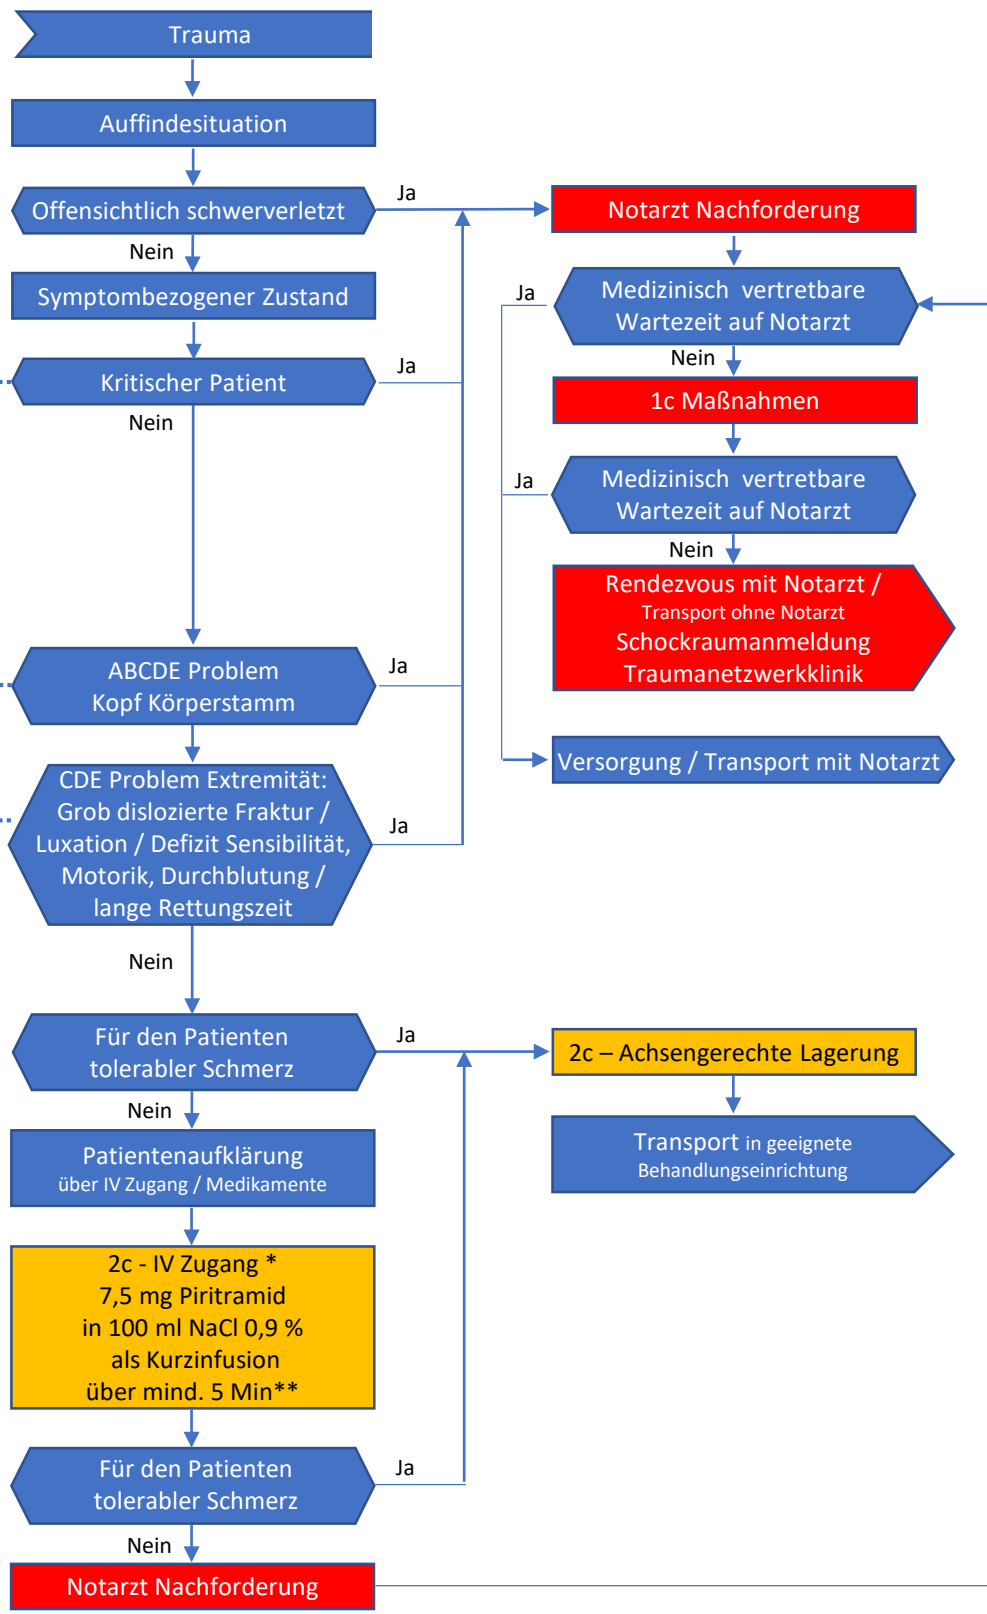 Trauma
Auffindesituation
Offensichtlich schwerverletzt
Ja
Nein
Symptombezogener Zustand
Kritischer Patient
Ja
Nein
ABCDE Problem
Kopf Körperstamm
Ja
CDE Problem Extremität:
Grob dislozierte Fraktur /
Luxation / Defizit Sensibilität,
Motorik, Durchblutung /
lange Rettungszeit
Ja
Nein
Für den Patienten
tolerabler Schmerz
Ja
Nein
Patientenaufklärung
über IV Zugang / Medikamente
2c - IV Zugang *
7,5 mg Piritramid
in 100 ml NaCl 0,9 %
als Kurzinfusion
über mind. 5 Min**
Für den Patienten
tolerabler Schmerz
Ja
Nein
Notarzt Nachforderung
Notarzt Nachforderung
Medizinisch vertretbare
Wartezeit auf Notarzt
Ja
Nein
1c Maßnahmen
Medizinisch vertretbare
Wartezeit auf Notarzt
Ja
Nein
Rendezvous mit Notarzt /
Transport ohne Notarzt
Schockraumanmeldung
Traumanetzwerkklinik
Versorgung / Transport mit Notarzt
2c – Achsengerechte Lagerung
Transport in geeignete
Behandlungseinrichtung